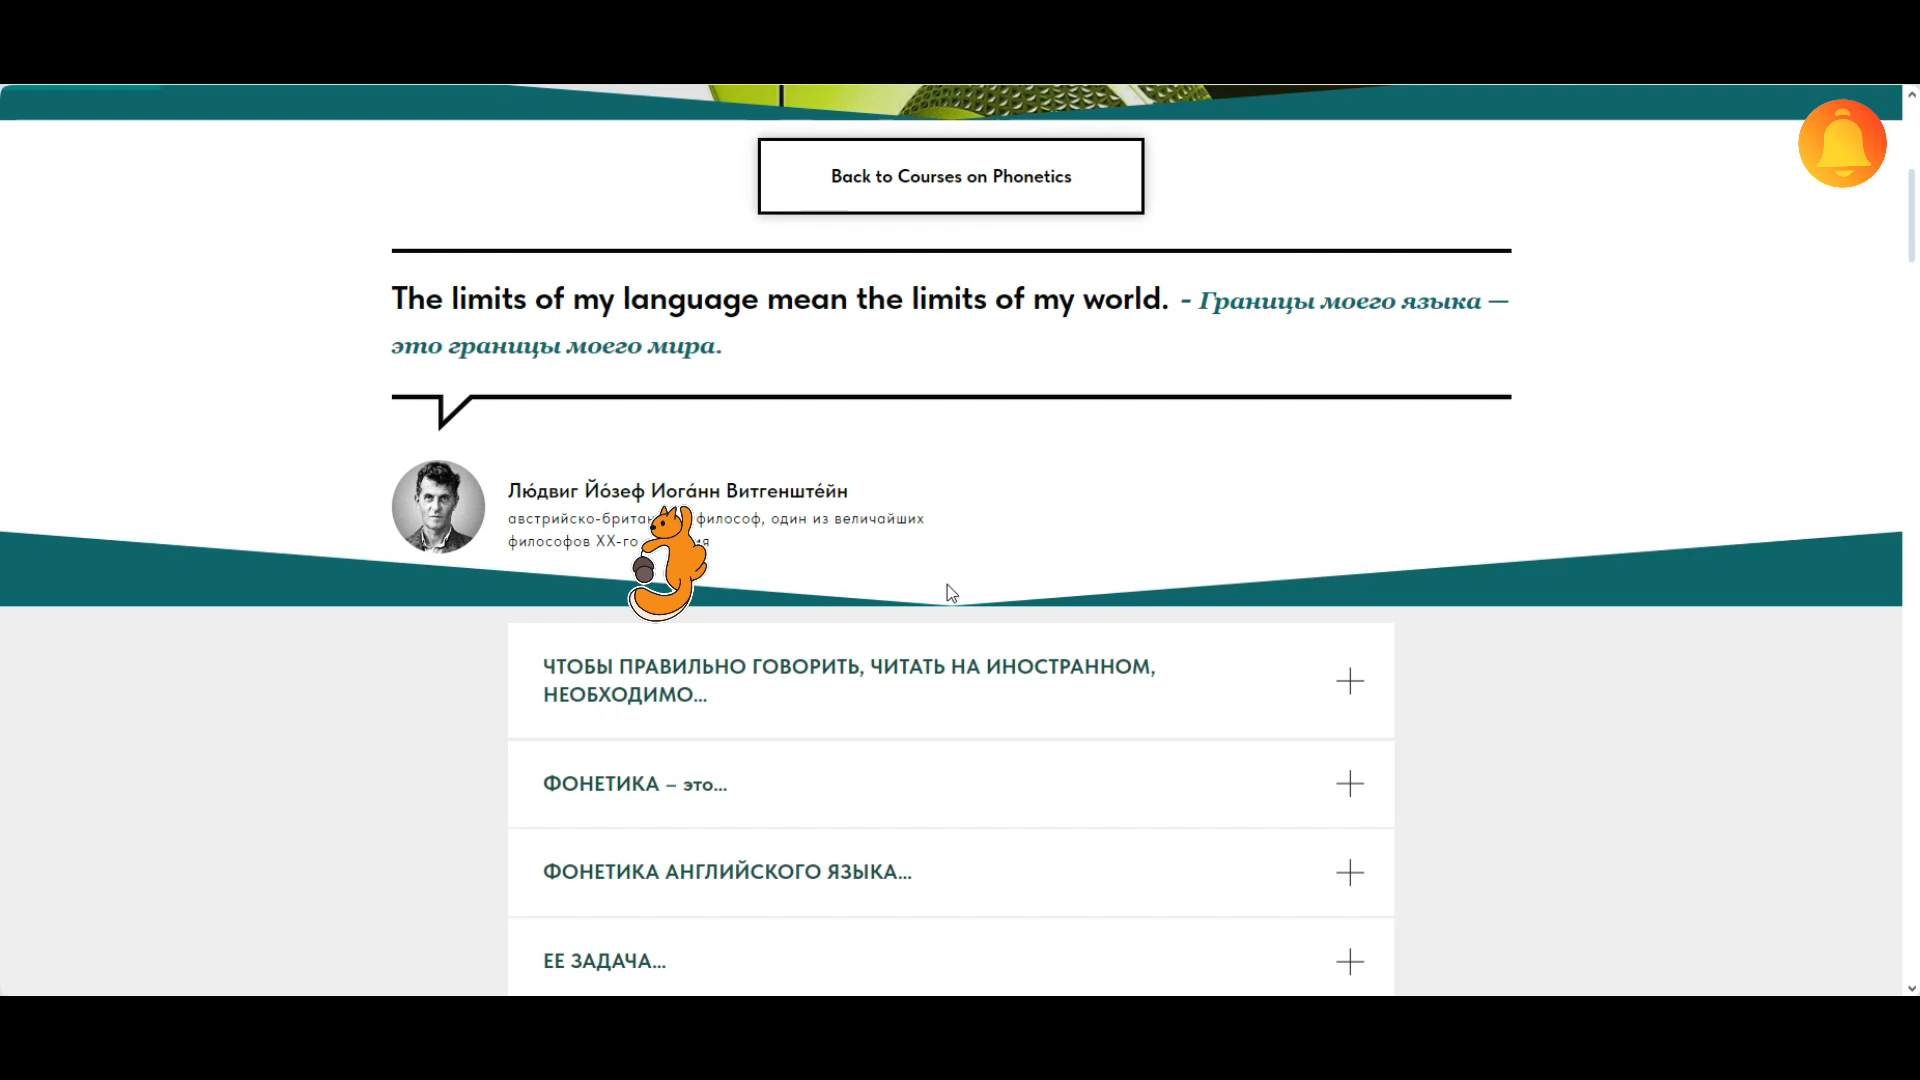 Back to Courses on Phonetics
The limits of my language mean the limits of my world. - Границы моего языка —
это границы моего мира.
Лю́двиг Йо́зеф Иога́нн Витгенште́йн
философ, один из величайших
философов XX-го
ЧТОБЫ ПРАВИЛЬНО ГОВОРИТЬ, ЧИТАТЬ НА ИНОСТРАННОМ,
НЕОБХОДИМО...
ФОНЕТИКА – это...
ФОНЕТИКА АНГЛИЙСКОГО ЯЗЫКА...
ЕЕ ЗАДАЧА...